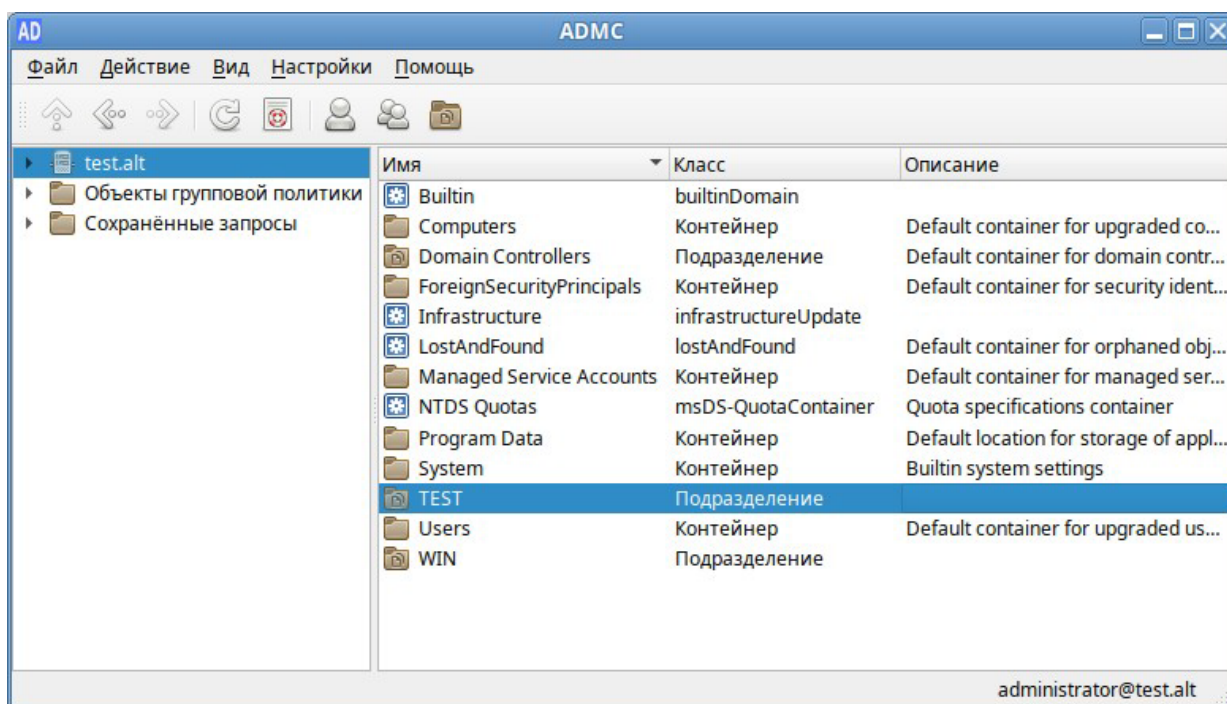 AD ADMC
Файл Действие Вид Настройки Помощь
test.alt
Объекты групповой политики
Сохранённые запросы
Имя Класс Описание
Builtin builtinDomain
Computers Контейнер Default container for upgraded co...
Domain Controllers Подразделение Default container for domain contr...
ForeignSecurityPrincipals Контейнер Default container for security ident...
Infrastructure infrastructureUpdate
LostAndFound lostAndFound Default container for orphaned obj...
Managed Service Accounts Контейнер Default container for managed ser...
NTDS Quotas msDS-QuotaContainer Quota specifications container
Program Data Контейнер Default location for storage of appl...
System Контейнер Builtin system settings
TEST Подразделение
Users Контейнер Default container for upgraded us...
WIN Подразделение
administrator@test.alt